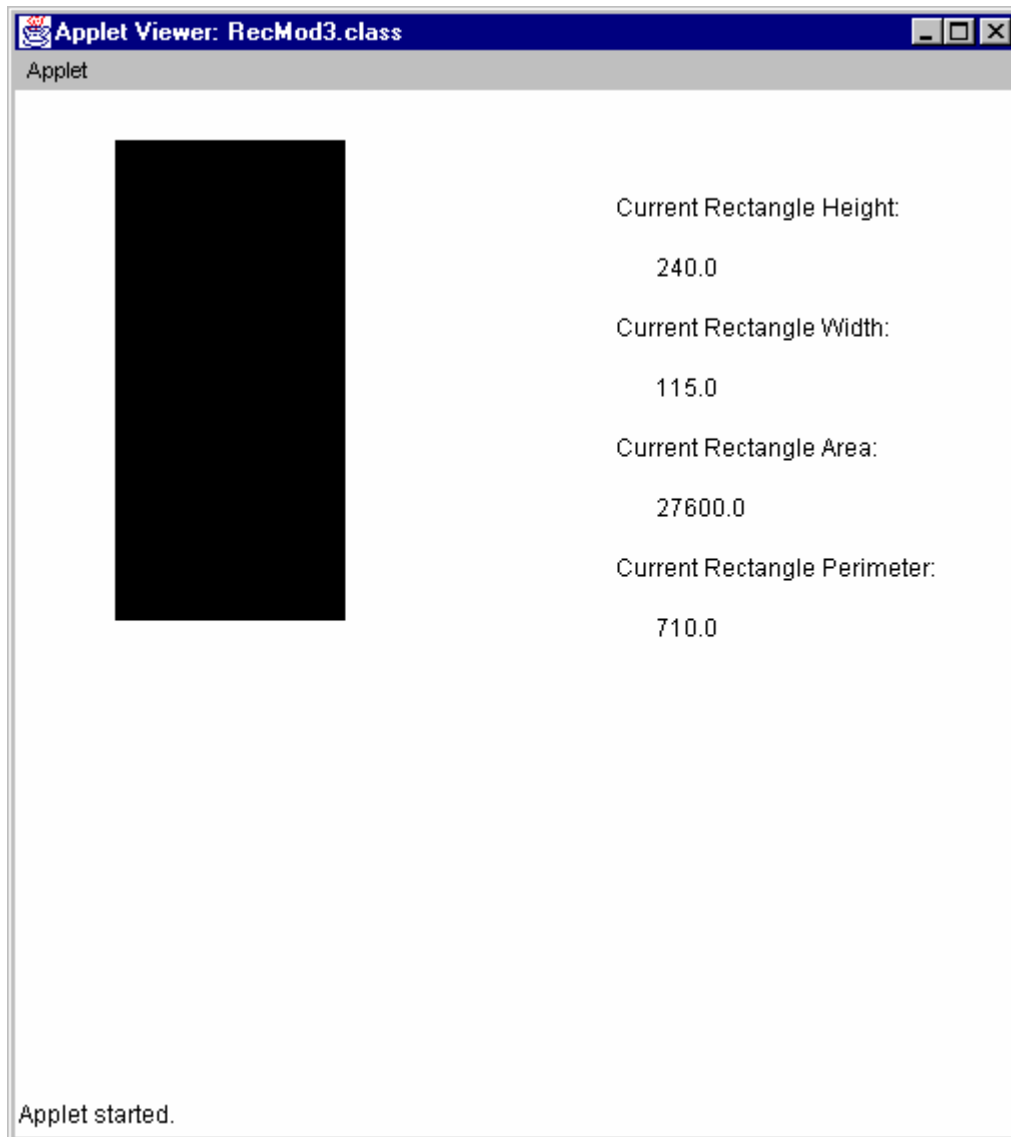 Applet Viewer: RecMod3.class
Applet
Current Rectangle Height:
240.0
Current Rectangle Width:
115.0
Current Rectangle Area:
27600.0
Current Rectangle Perimeter:
710.0
Applet started.